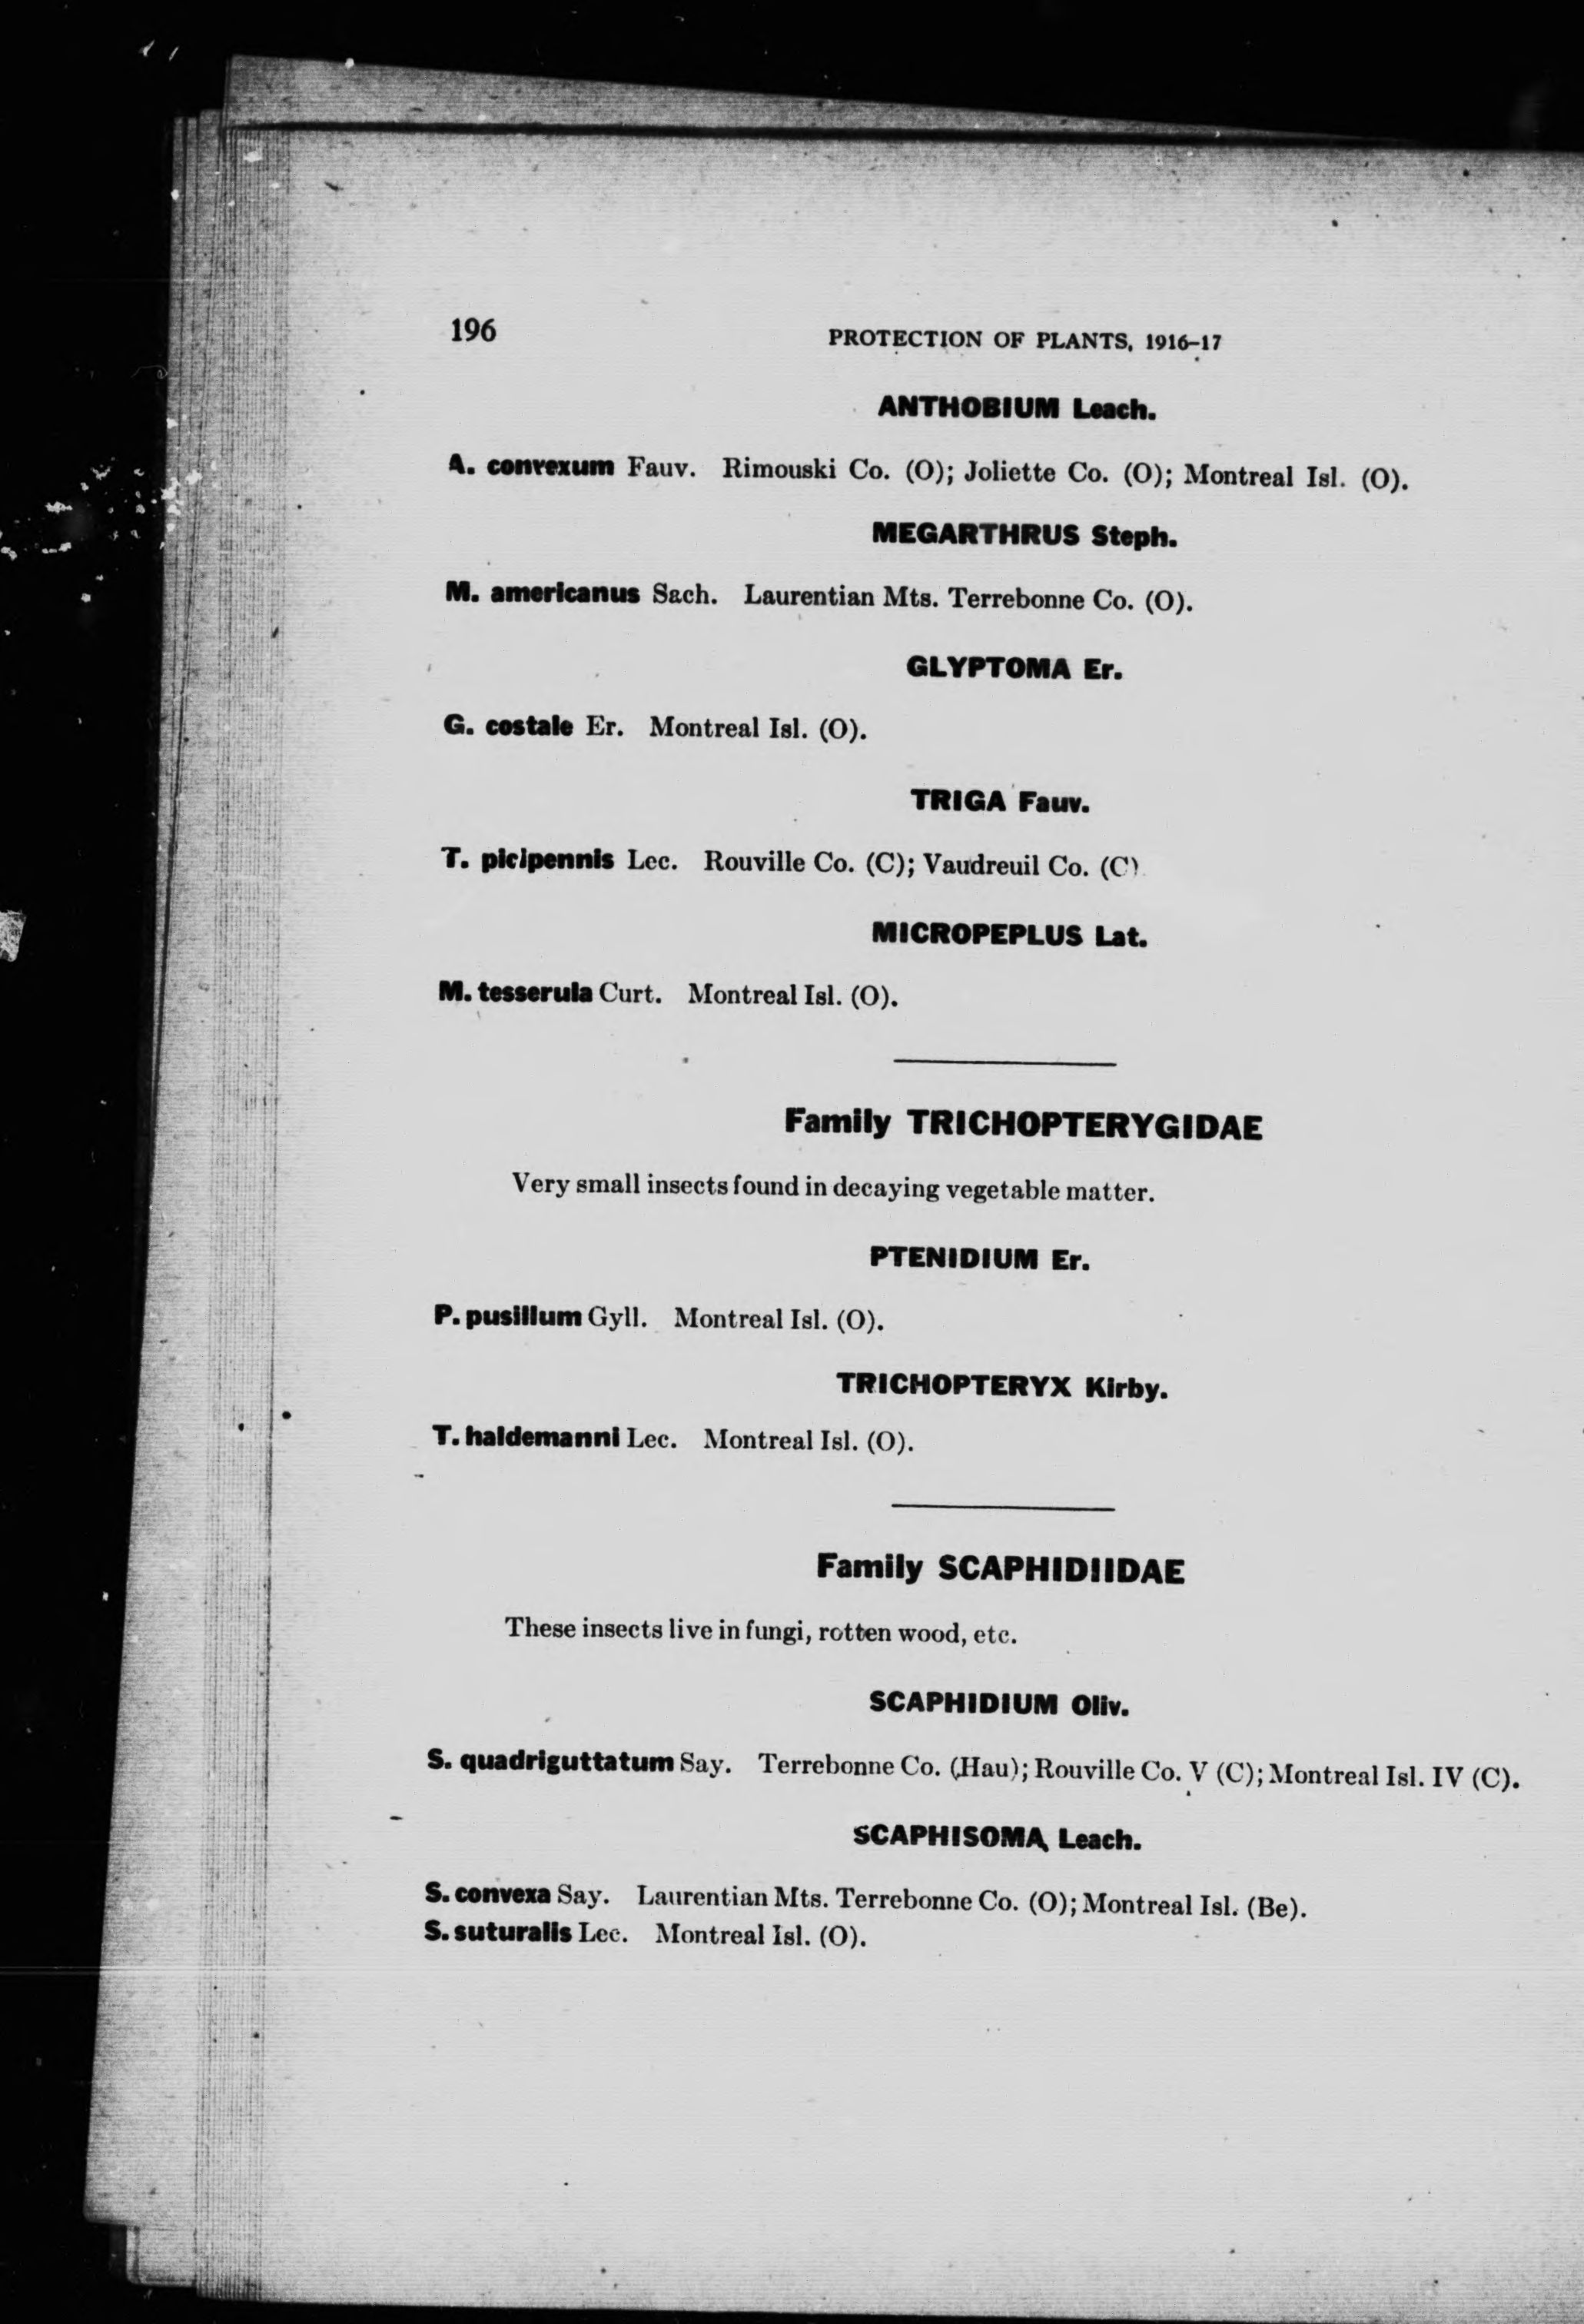 196
PROTECTION OF PLANTS, 1916–17
ANTHOBIUM Leach.
A. convexum Fauv. Rimouski Co. (O); Joliette Co. (O); Montreal Isl. (O).
MEGARTHRUS Steph.
M. americanus Sach. Laurentian Mts. Terrebonne Co. (O).
GLYPTOMA Er.
G. costale Er. Montreal Isl. (O).
TRIGA Fauv.
T. picipennis Lec. Rouville Co. (C); Vaudreuil Co. (C)
MICROPEPLUS Lat.
M. tesserula Curt. Montreal Isl. (O).
Family TRICHOPTERYGIDAE
Very small insects found in decaying vegetable matter.
PTENIDIUM Er.
P. pusillum Gyll. Montreal Isl. (O).
TRICHOPTERYX Kirby.
T. haldemanni Lec. Montreal Isl. (O).
Family SCAPHIDIIDAE
These insects live in fungi, rotten wood, etc.
SCAPHIDIUM Oliv.
S. quadriguttatum Say. Terrebonne Co. (Hau); Rouville Co. V (C); Montreal Isl. IV (C).
SCAPHISOMA Leach.
S. convexa Say. Laurentian Mts. Terrebonne Co. (O); Montreal Isl. (Be).
S. suturalis Lec. Montreal Isl. (O).